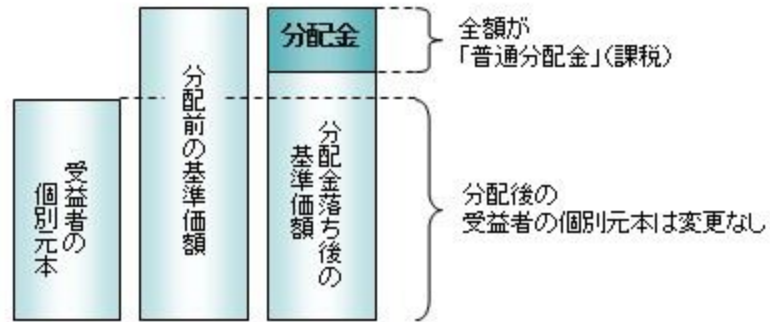 受益者の
個別元本
分配前の基準価額
分配金
分配金落ち後の
基準価額
全額が
「普通分配金」(課税)
分配後の
受益者の個別元本は変更なし